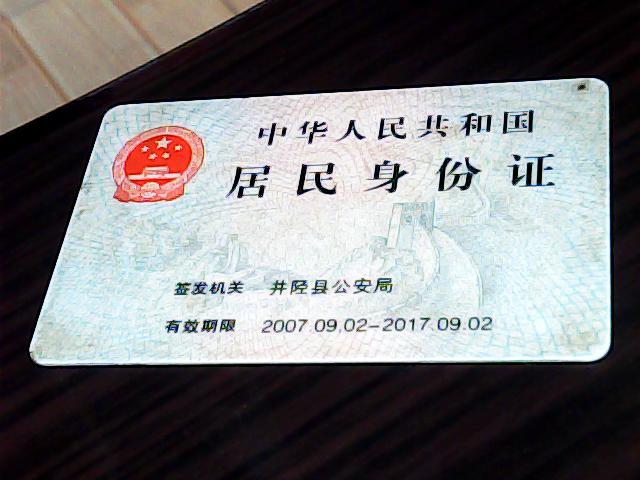 中华人民共和国
居民身份证
签发机关 井陉县公安局
有效期限 2007.09.02-2017.09.02